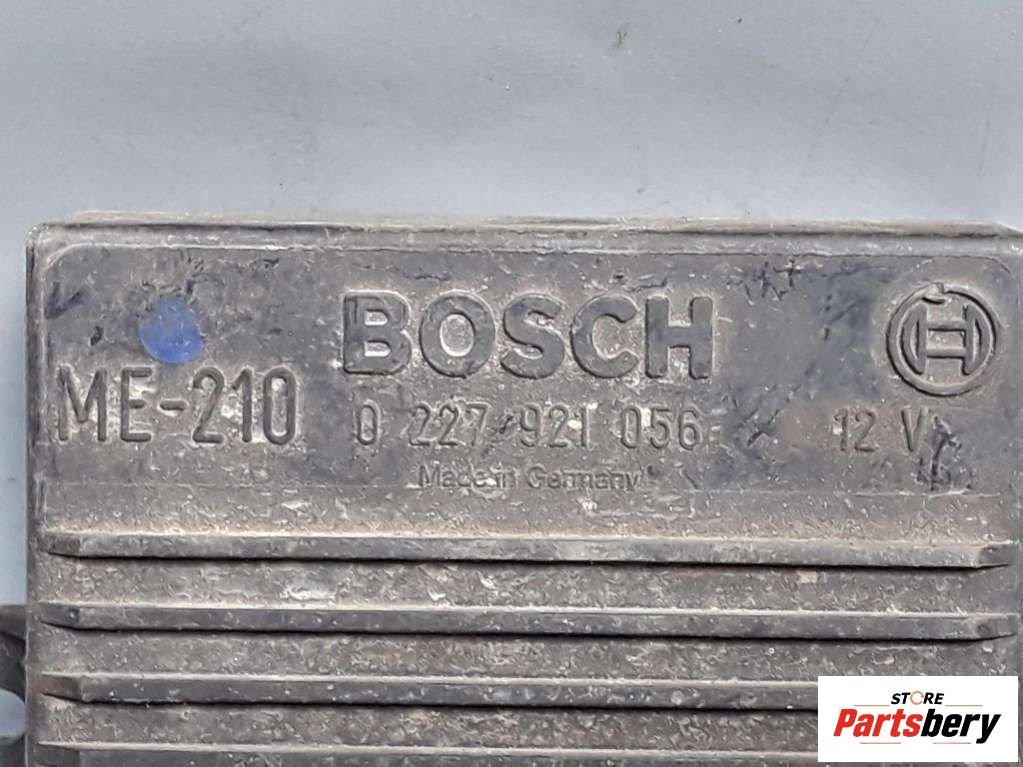 BOSCH
ME-210 0 227 921 056 12 V
Made in Germany
STORE
Partsbery